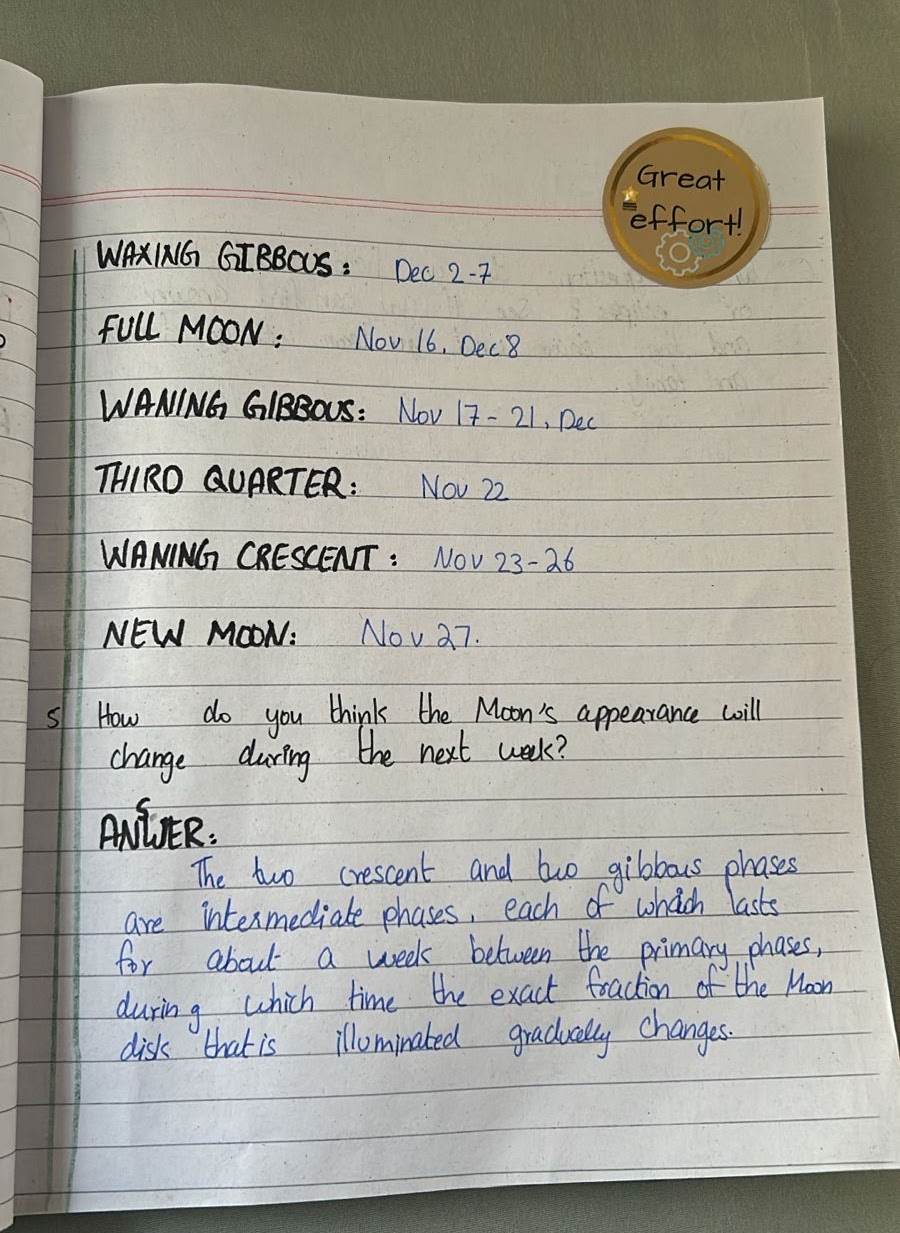 Great
effort!
WAXING GIBBOUS: Dec 2-7
FULL MOON: Nov 16, Dec 8
WANING GIBBOUS: Nov 17-21, Dec
THIRD QUARTER: Nov 22
WANING CRESCENT: Nov 23-26
NEW MOON: Nov 27.
5 How do you think the Moon's appearance will
change during the next week?
ANSWER:
The two crescent and two gibbous phases
are intermediate phases, each of which lasts
for about a week between the primary phases,
during which time the exact fraction of the Moon
disk that is illuminated gradually changes.